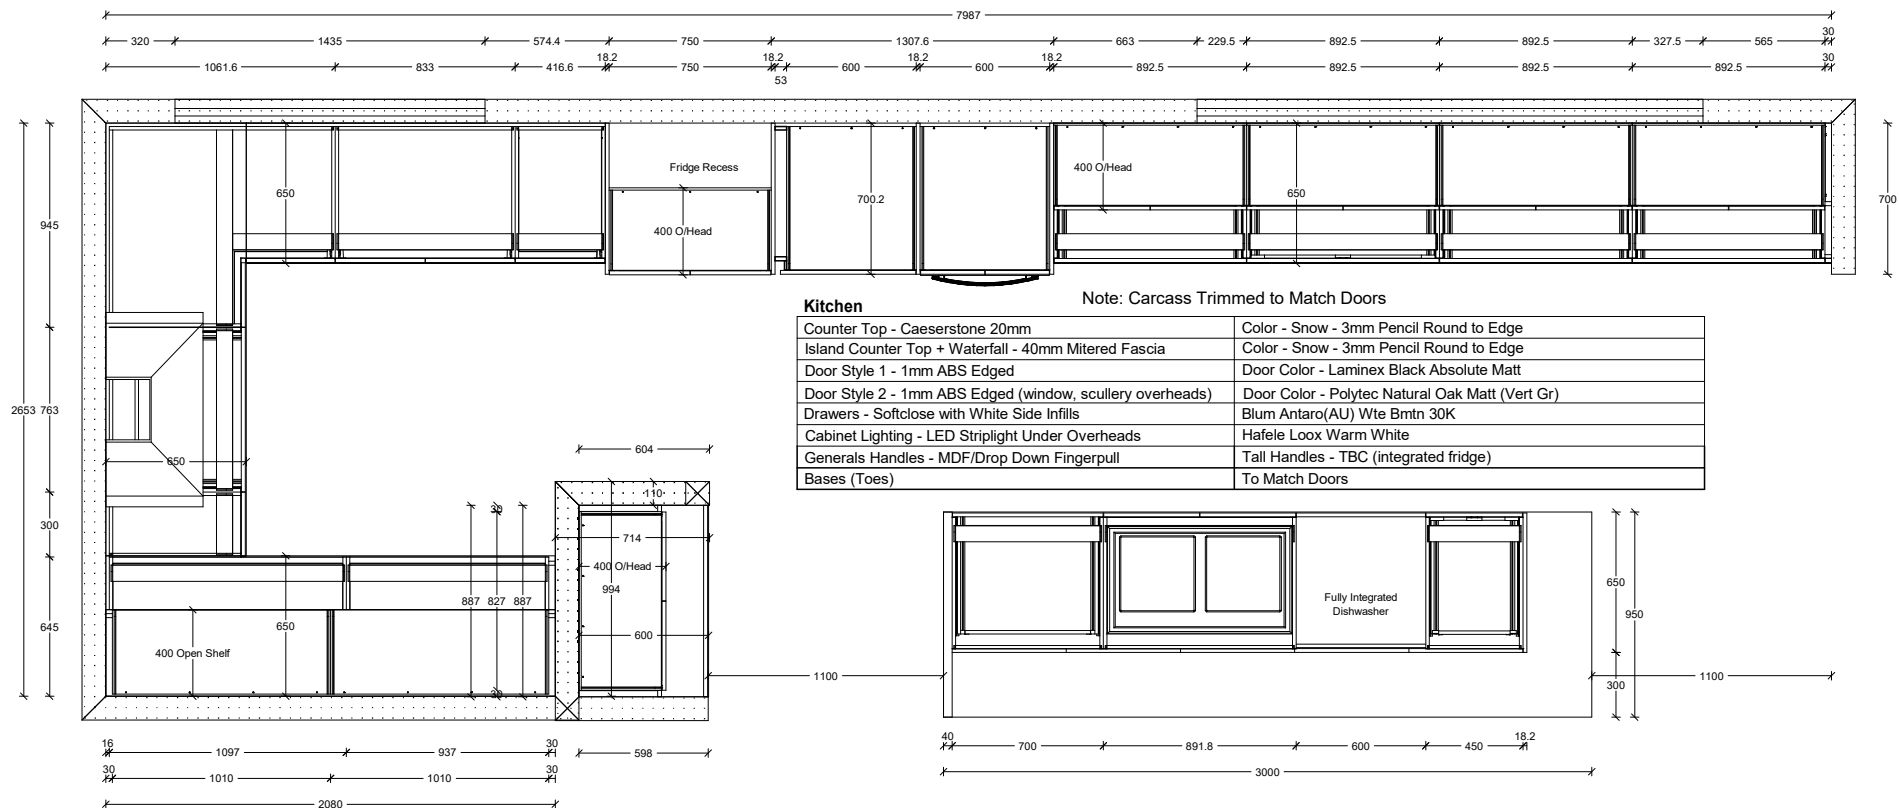 7987
320 1435 574.4 750 1307.6 663 229.5 892.5 892.5 327.5 565 30
1061.6 833 416.6 18.2 750 18.2 53 600 18.2 600 18.2 892.5 892.5 892.5 892.5 30
2653
945
763
300
645
650
Fridge Recess
400 O/Head
700.2
400 O/Head
650
700
Note: Carcass Trimmed to Match Doors
Kitchen
Counter Top - Caeserstone 20mm Color - Snow - 3mm Pencil Round to Edge
Island Counter Top + Waterfall - 40mm Mitered Fascia Color - Snow - 3mm Pencil Round to Edge
Door Style 1 - 1mm ABS Edged Door Color - Laminex Black Absolute Matt
Door Style 2 - 1mm ABS Edged (window, scullery overheads) Door Color - Polytec Natural Oak Matt (Vert Gr)
Drawers - Softclose with White Side Infills Blum Antaro(AU) Wte Bmtn 30K
Cabinet Lighting - LED Striplight Under Overheads Hafele Loox Warm White
Generals Handles - MDF/Drop Down Fingerpull Tall Handles - TBC (integrated fridge)
Bases (Toes) To Match Doors
650
604
110
30
714
400 O/Head
994
887 827 887
600
30
650
400 Open Shelf
1100
Fully Integrated
Dishwasher
650
950
300
1100
16 1097 937 30
30 1010 1010 30
2080
598
40 700 891.8 600 450 18.2
1
3000